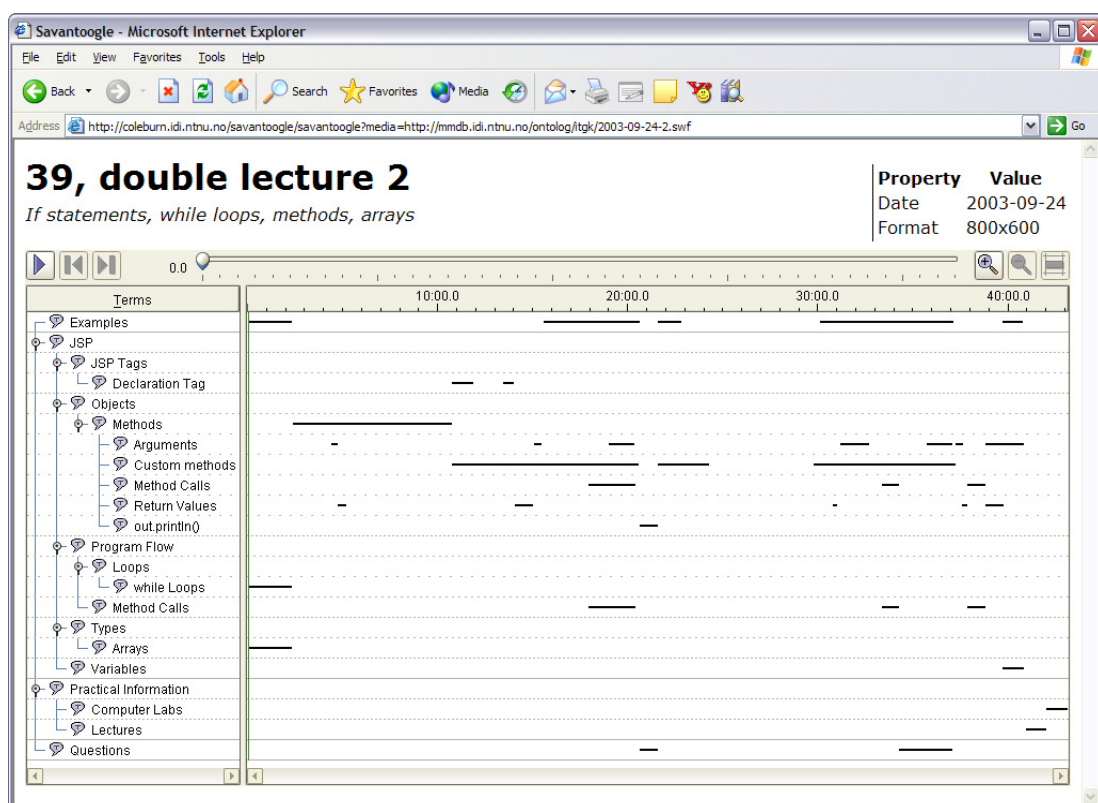 Savantoogle - Microsoft Internet Explorer
File Edit View Favorites Tools Help
Back Search Favorites Media
Address http://coleburn.idi.ntnu.no/savantoogle/savantoogle?media=http://mmdb.idi.ntnu.no/ontolog/itgk/2003-09-24-2.swf Go
39, double lecture 2
If statements, while loops, methods, arrays
Property Value
Date 2003-09-24
Format 800x600
0.0
Terms 10:00.0 20:00.0 30:00.0 40:00.0
Examples
JSP
JSP Tags
Declaration Tag
Objects
Methods
Arguments
Custom methods
Method Calls
Return Values
out.println()
Program Flow
Loops
while Loops
Method Calls
Types
Arrays
Variables
Practical Information
Computer Labs
Lectures
Questions